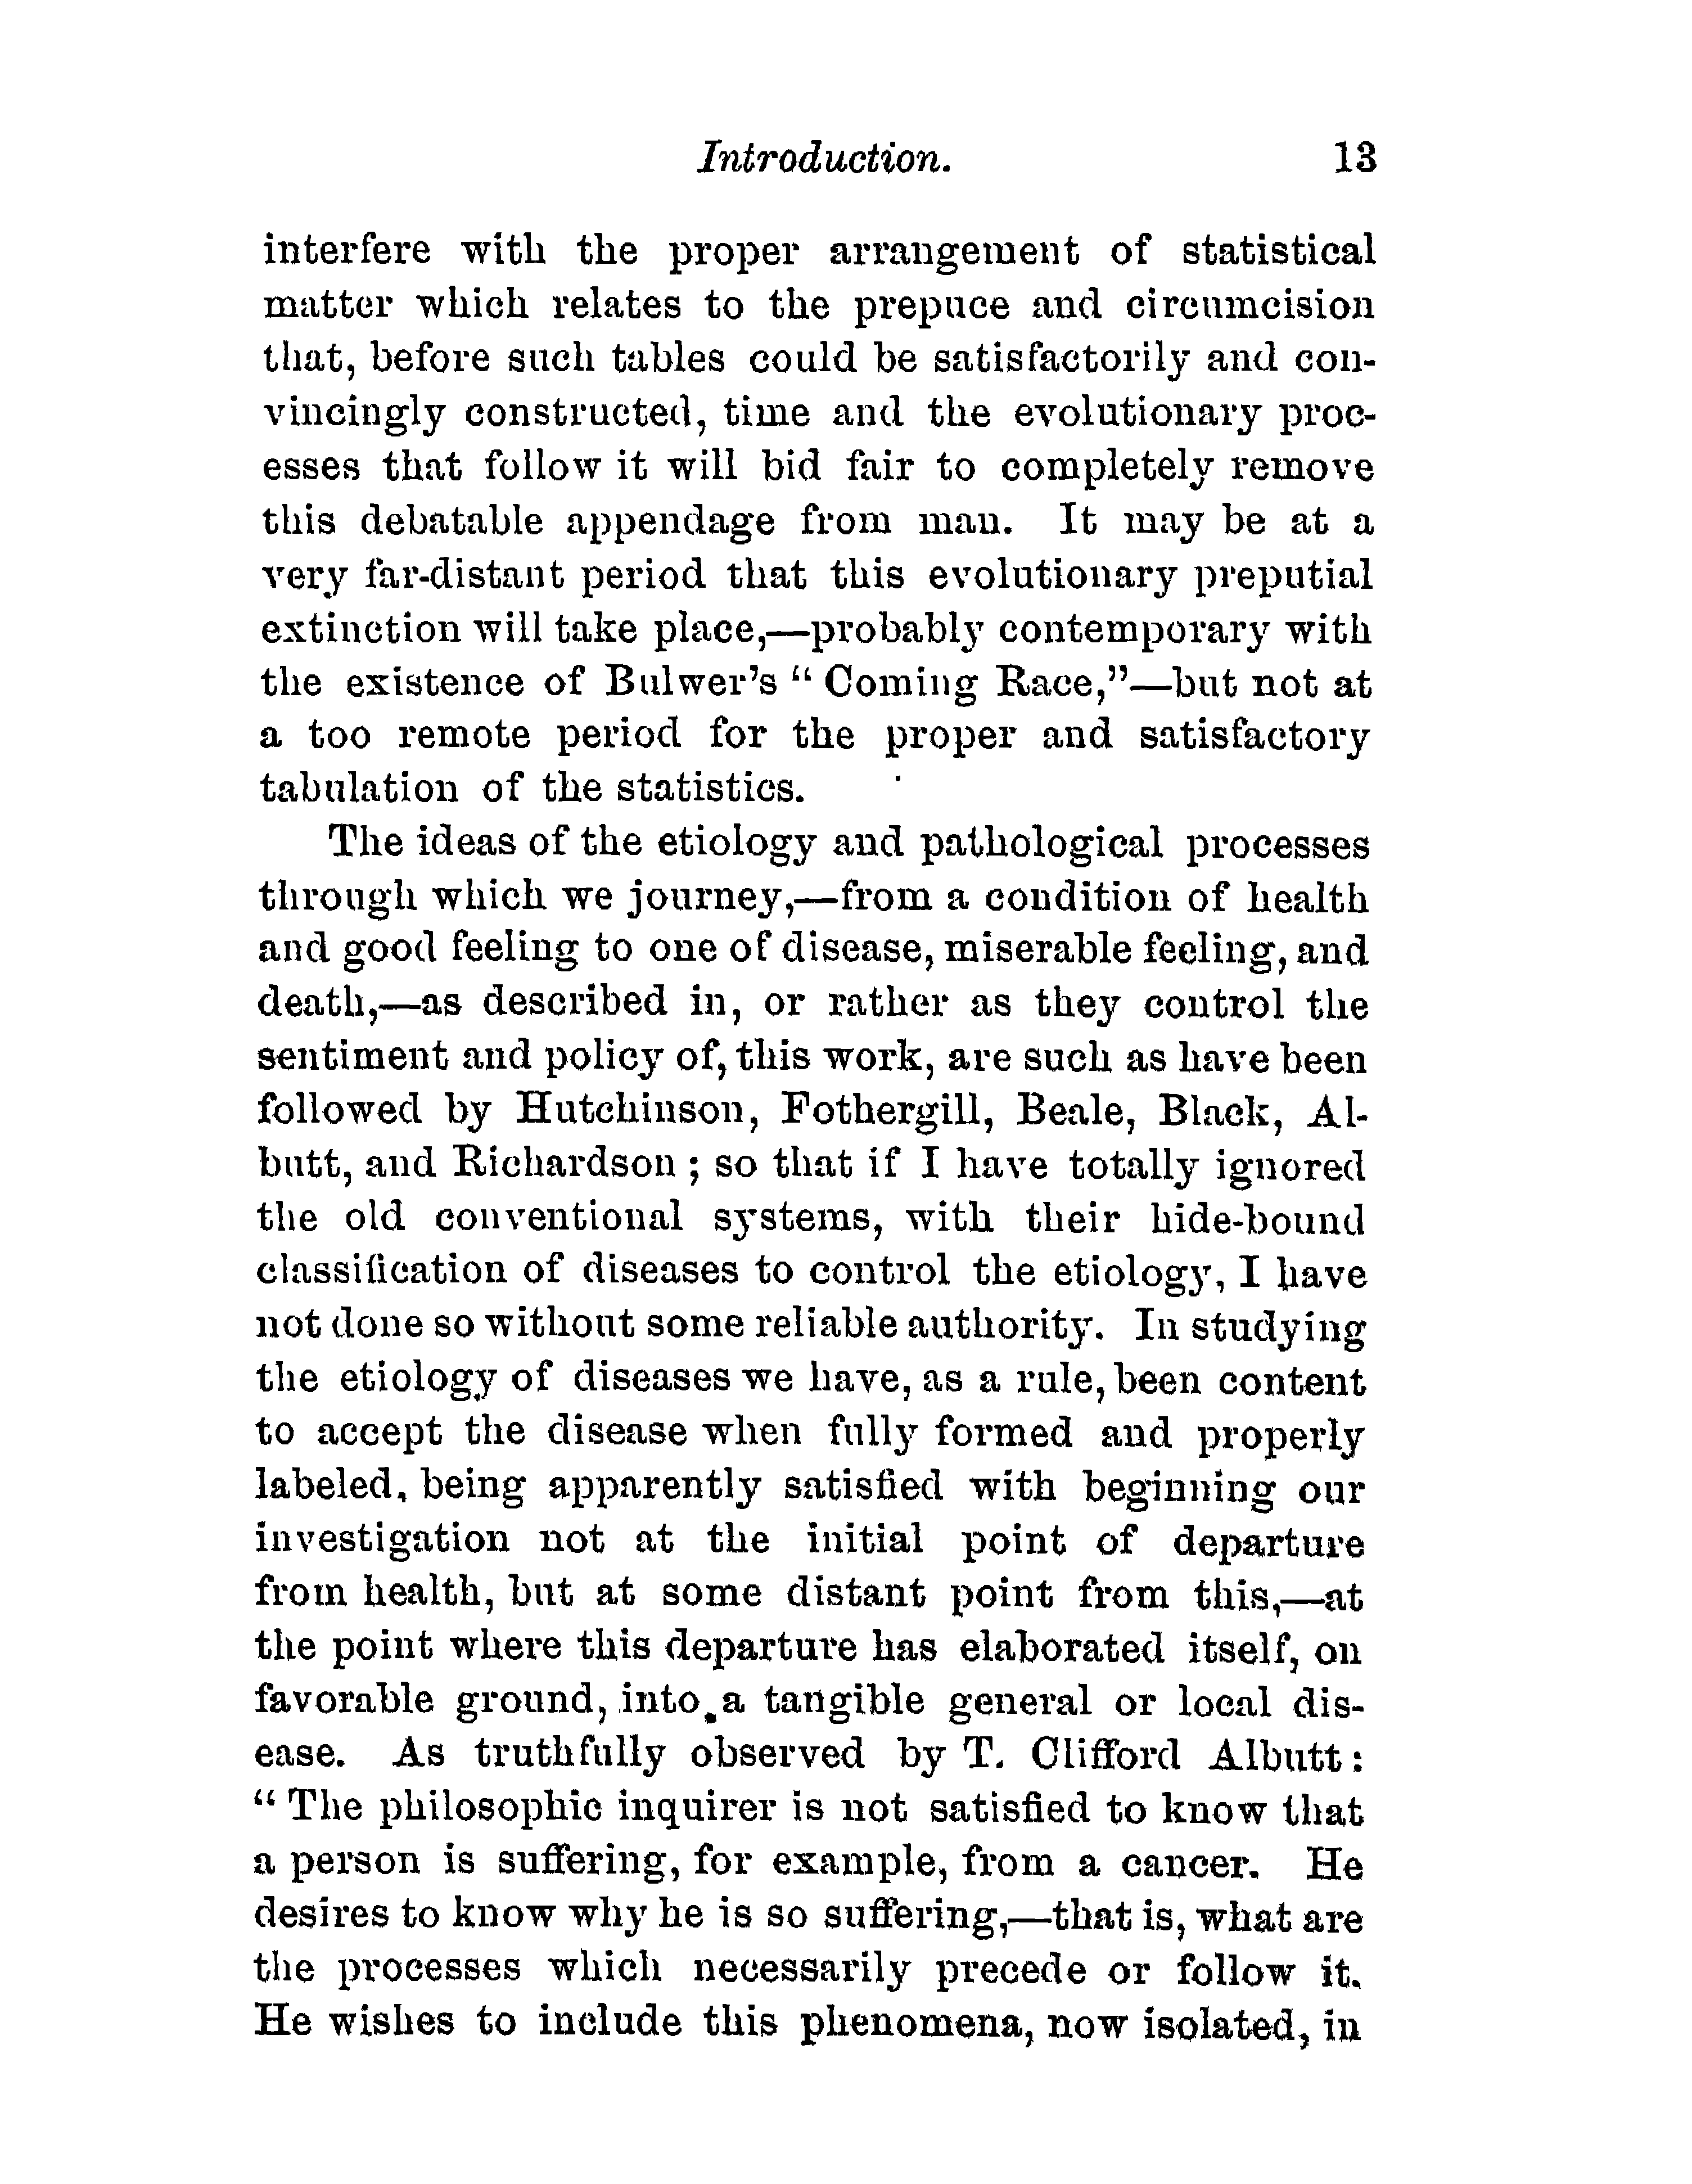 Introduction. 13
interfere with the proper arrangement of statistical
matter which relates to the prepuce and circumcision
that, before such tables could be satisfactorily and con-
vincingly constructed, time and the evolutionary proc-
esses that follow it will bid fair to completely remove
this debatable appendage from man. It may be at a
very far-distant period that this evolutionary preputial
extinction will take place,—probably contemporary with
the existence of Bulwer's “Coming Race,”—but not at
a too remote period for the proper and satisfactory
tabulation of the statistics.
The ideas of the etiology and pathological processes
through which we journey,—from a condition of health
and good feeling to one of disease, miserable feeling, and
death,—as described in, or rather as they control the
sentiment and policy of, this work, are such as have been
followed by Hutchinson, Fothergill, Beale, Black, Al-
butt, and Richardson; so that if I have totally ignored
the old conventional systems, with their hide-bound
classification of diseases to control the etiology, I have
not done so without some reliable authority. In studying
the etiology of diseases we have, as a rule, been content
to accept the disease when fully formed and properly
labeled, being apparently satisfied with beginning our
investigation not at the initial point of departure
from health, but at some distant point from this,—at
the point where this departure has elaborated itself, on
favorable ground, into a tangible general or local dis-
ease. As truthfully observed by T. Clifford Albutt:
“The philosophic inquirer is not satisfied to know that
a person is suffering, for example, from a cancer. He
desires to know why he is so suffering,—that is, what are
the processes which necessarily precede or follow it.
He wishes to include this phenomena, now isolated, in